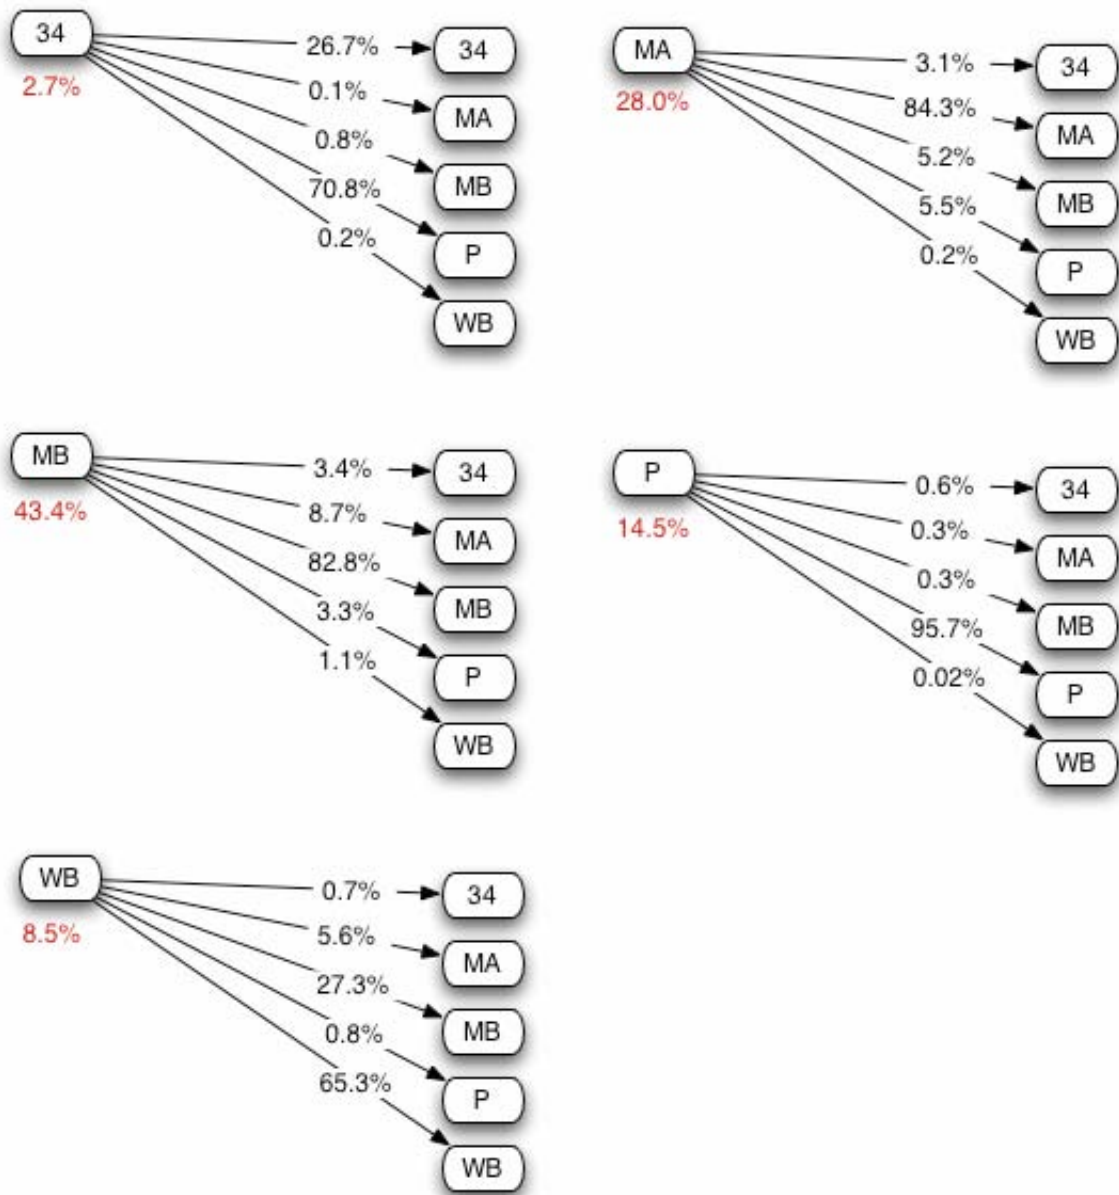 34
2.7%
26.7%
34
0.1%
MA
0.8%
MB
70.8%
P
0.2%
WB
MA
28.0%
3.1%
34
84.3%
MA
5.2%
MB
5.5%
P
0.2%
WB
MB
43.4%
3.4%
34
8.7%
MA
82.8%
MB
3.3%
P
1.1%
WB
P
14.5%
0.6%
34
0.3%
MA
0.3%
MB
95.7%
P
0.02%
WB
WB
8.5%
0.7%
34
5.6%
MA
27.3%
MB
0.8%
P
65.3%
WB